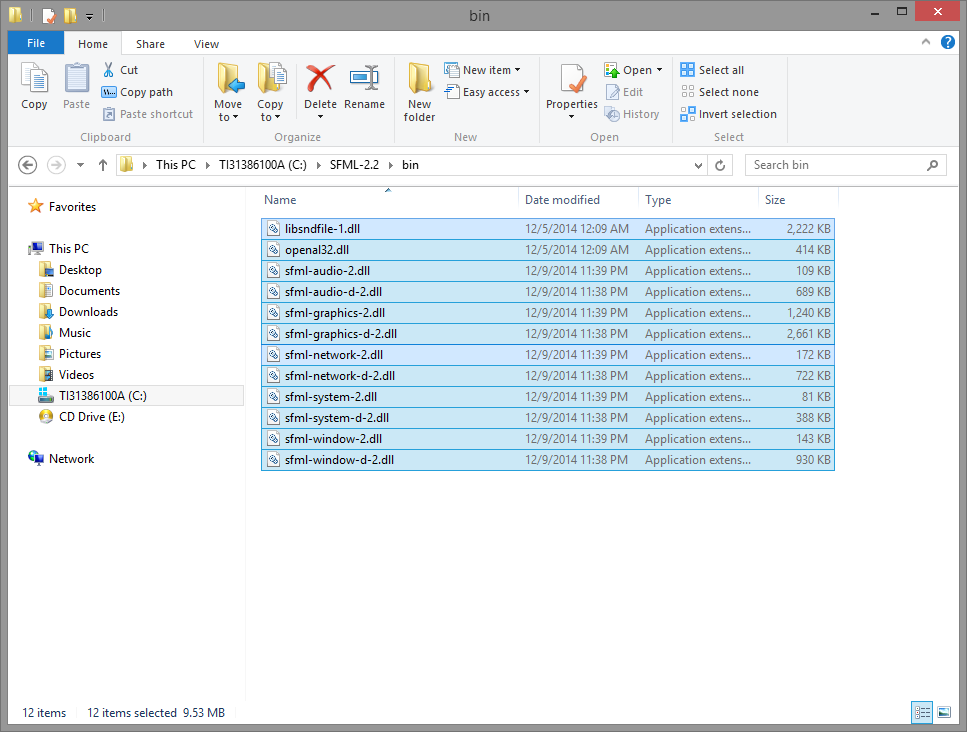 bin
File Home Share View
Copy
Paste
Cut
Copy path
Paste shortcut
Clipboard
Move to
Copy to
Delete
Rename
Organize
New folder
New item
Easy access
New
Properties
Open
Edit
History
Open
Select all
Select none
Invert selection
Select
This PC TI31386100A (C:) SFML-2.2 bin
Search bin
Favorites
This PC
Desktop
Documents
Downloads
Music
Pictures
Videos
TI31386100A (C:)
CD Drive (E:)
Network
Name Date modified Type Size
libsndfile-1.dll 12/5/2014 12:09 AM Application extens... 2,222 KB
openal32.dll 12/5/2014 12:09 AM Application extens... 414 KB
sfml-audio-2.dll 12/9/2014 11:39 PM Application extens... 109 KB
sfml-audio-d-2.dll 12/9/2014 11:38 PM Application extens... 689 KB
sfml-graphics-2.dll 12/9/2014 11:39 PM Application extens... 1,240 KB
sfml-graphics-d-2.dll 12/9/2014 11:38 PM Application extens... 2,661 KB
sfml-network-2.dll 12/9/2014 11:39 PM Application extens... 172 KB
sfml-network-d-2.dll 12/9/2014 11:38 PM Application extens... 722 KB
sfml-system-2.dll 12/9/2014 11:39 PM Application extens... 81 KB
sfml-system-d-2.dll 12/9/2014 11:38 PM Application extens... 388 KB
sfml-window-2.dll 12/9/2014 11:39 PM Application extens... 143 KB
sfml-window-d-2.dll 12/9/2014 11:38 PM Application extens... 930 KB
12 items 12 items selected 9.53 MB